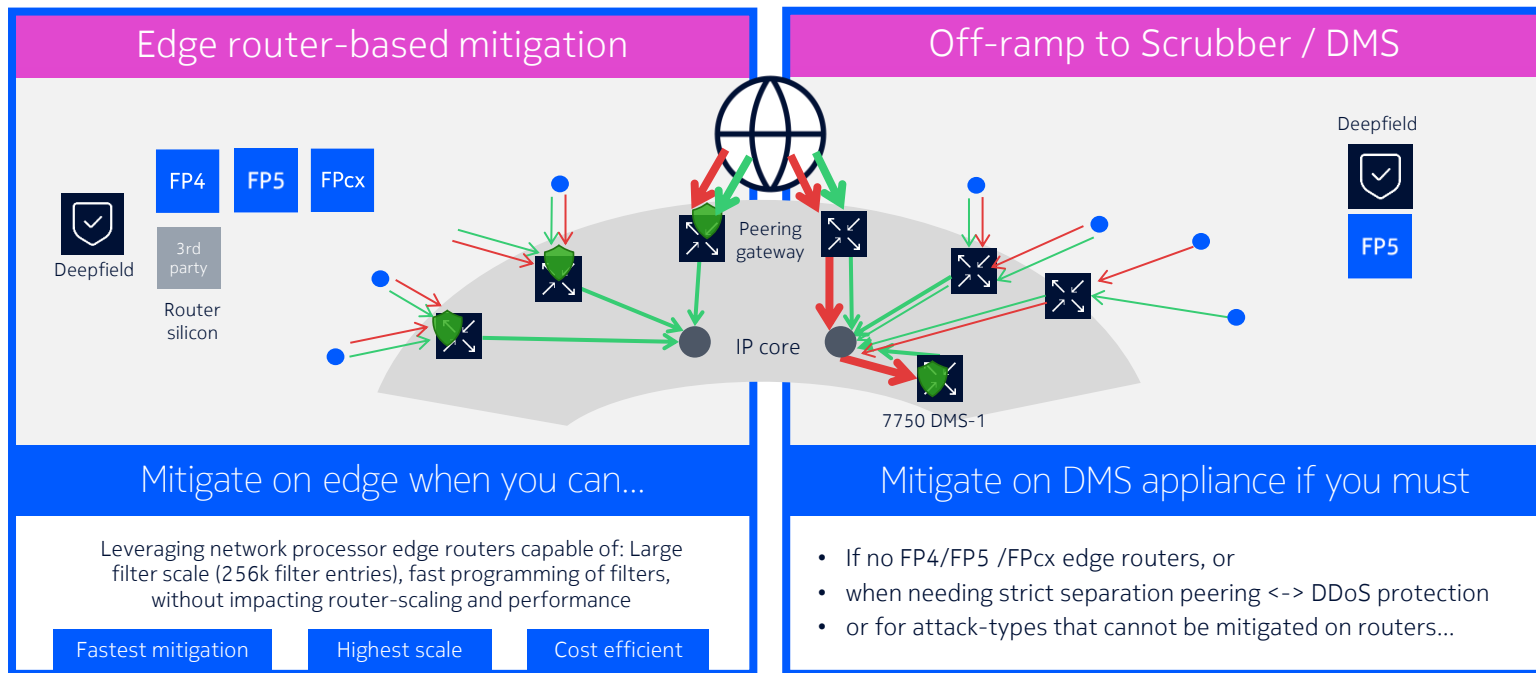 Edge router-based mitigation
FP4
FP5
FPcx
Deepfield
3rd
party
Router
silicon
Peering
gateway
IP core
Mitigate on edge when you can...
Leveraging network processor edge routers capable of: Large
filter scale (256k filter entries), fast programming of filters,
without impacting router-scaling and performance
Fastest mitigation
Highest scale
Cost efficient
Off-ramp to Scrubber / DMS
Deepfield
FP5
7750 DMS-1
Mitigate on DMS appliance if you must
• If no FP4/FP5 /FPcx edge routers, or
• when needing strict separation peering <-> DDoS protection
• or for attack-types that cannot be mitigated on routers...